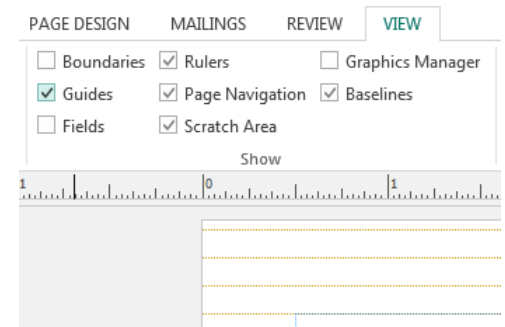 PAGE DESIGN MAILINGS REVIEW VIEW
Boundaries Rulers Graphics Manager
Guides Page Navigation Baselines
Fields Scratch Area
Show
1 0 1